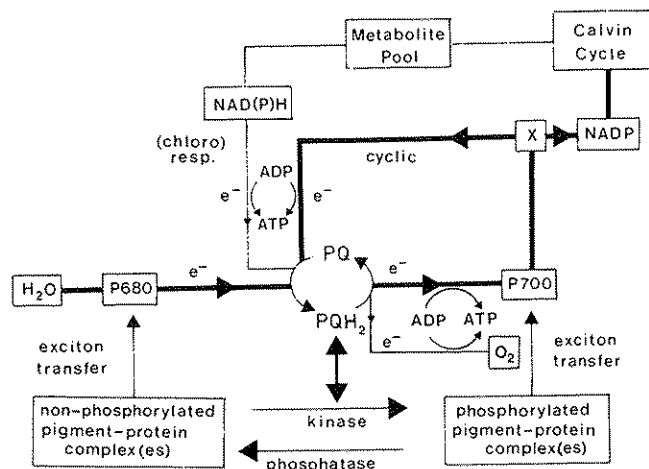 Metabolite
Pool
Calvin
Cycle
NAD(P)H
(chloro)
resp.
X
NADP
cyclic
ADP
e⁻
e⁻
ATP
PQ
H₂O
P680
e⁻
e⁻
P700
PQH₂
ADP
ATP
e⁻
O₂
exciton
transfer
exciton
transfer
non-phosphorylated
pigment-protein
complex(es)
kinase
phosphatase
phosphorylated
pigment-protein
complex(es)